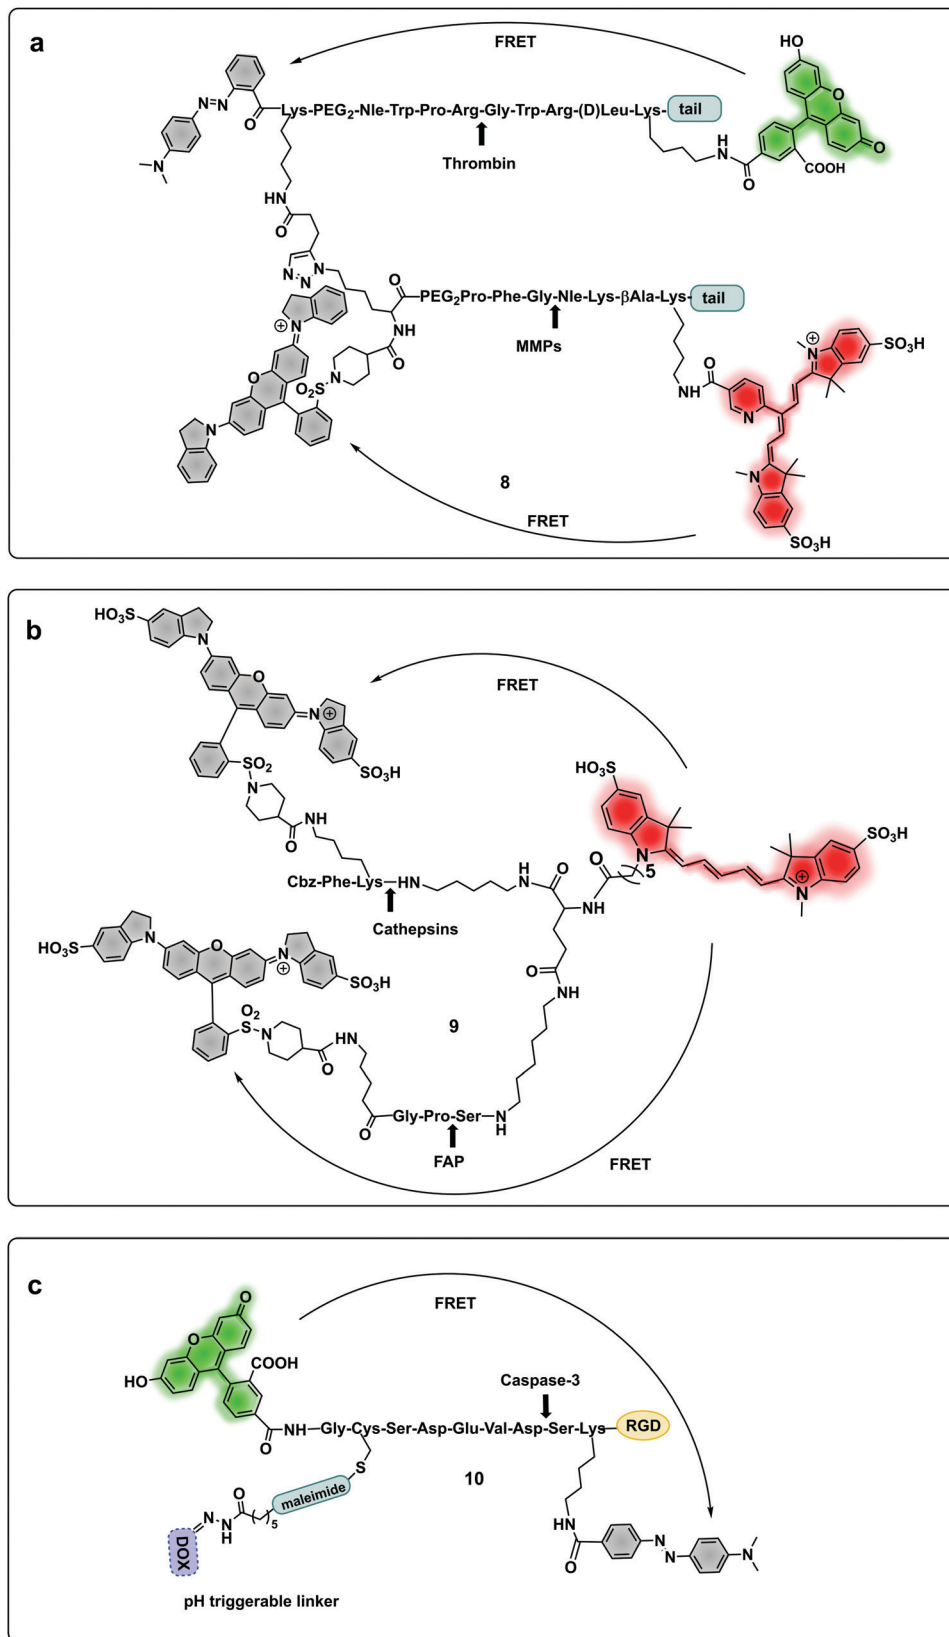 a
FRET
HO
O
O
COOH
N=N
O
Lys-PEG2-Nle-Trp-Pro-Arg-Gly-Trp-Arg-(D)Leu-Lys- tail
Thrombin
NH
O
N
HN
O
N
N=N
O
PEG2Pro-Phe-Gly-Nle-Lys-βAla-Lys- tail
MMPs
NH
O
N
O2S
N
O
N
NH
O
N
N
SO3H
N
SO3H
8
FRET
b
HO3S
N
O
N
SO3H
SO2
N
O
NH
FRET
HO3S
SO3H
N
N
5
O
NH
O
NH
Cbz-Phe-Lys-HN
Cathepsins
HO3S
N
O
N
SO3H
O2
S-N
O
HN
O
NH
9
O
Gly-Pro-Ser-N
H
FAP
FRET
c
FRET
O
O
HO
COOH
O
NH
Caspase-3
Gly-Cys-Ser-Asp-Glu-Val-Asp-Ser-Lys RGD
S
10
maleimide
O
5
N
N
H
DOX
NH
O
N=N
N
pH triggerable linker